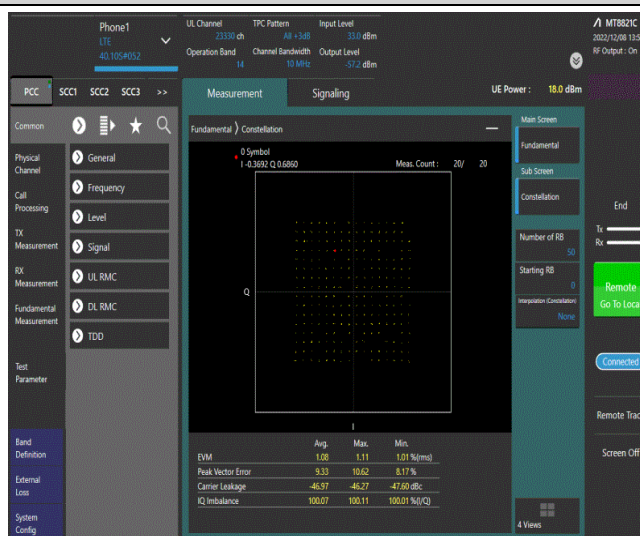 Phone1
LTE
40.105#052
UL Channel TPC Pattern Input Level
23330 ch All +3dB 33.0 dBm
Operation Band Channel Bandwidth Output Level
14 10 MHz -57.2 dBm
MT8821C
2022/12/08 13:5
RF Output : On
PCC SCC1 SCC2 SCC3 >>
Measurement Signaling
UE Power : 18.0 dBm
Common
Physical
Channel
Call
Processing
TX
Measurement
RX
Measurement
Fundamental
Measurement
Test
Parameter
Band
Definition
External
Loss
System
Config
General
Frequency
Level
Signal
UL RMC
DL RMC
TDD
Fundamental Constellation
0 Symbol
I -0.3692 Q 0.6860 Meas. Count : 20/ 20
Q
I
Avg. Max. Min.
EVM 1.08 1.11 1.01 %(rms)
Peak Vector Error 9.33 10.62 8.17 %
Carrier Leakage -46.97 -46.27 -47.60 dBc
IQ Imbalance 100.07 100.11 100.01 %(I/Q)
Main Screen
Fundamental
Sub Screen
Constellation
Number of RB
50
Starting RB
0
Interpolation (Constellation)
None
4 Views
End
Tx
Rx
Remote
Go To Loca
Connected
Remote Trac
Screen Off